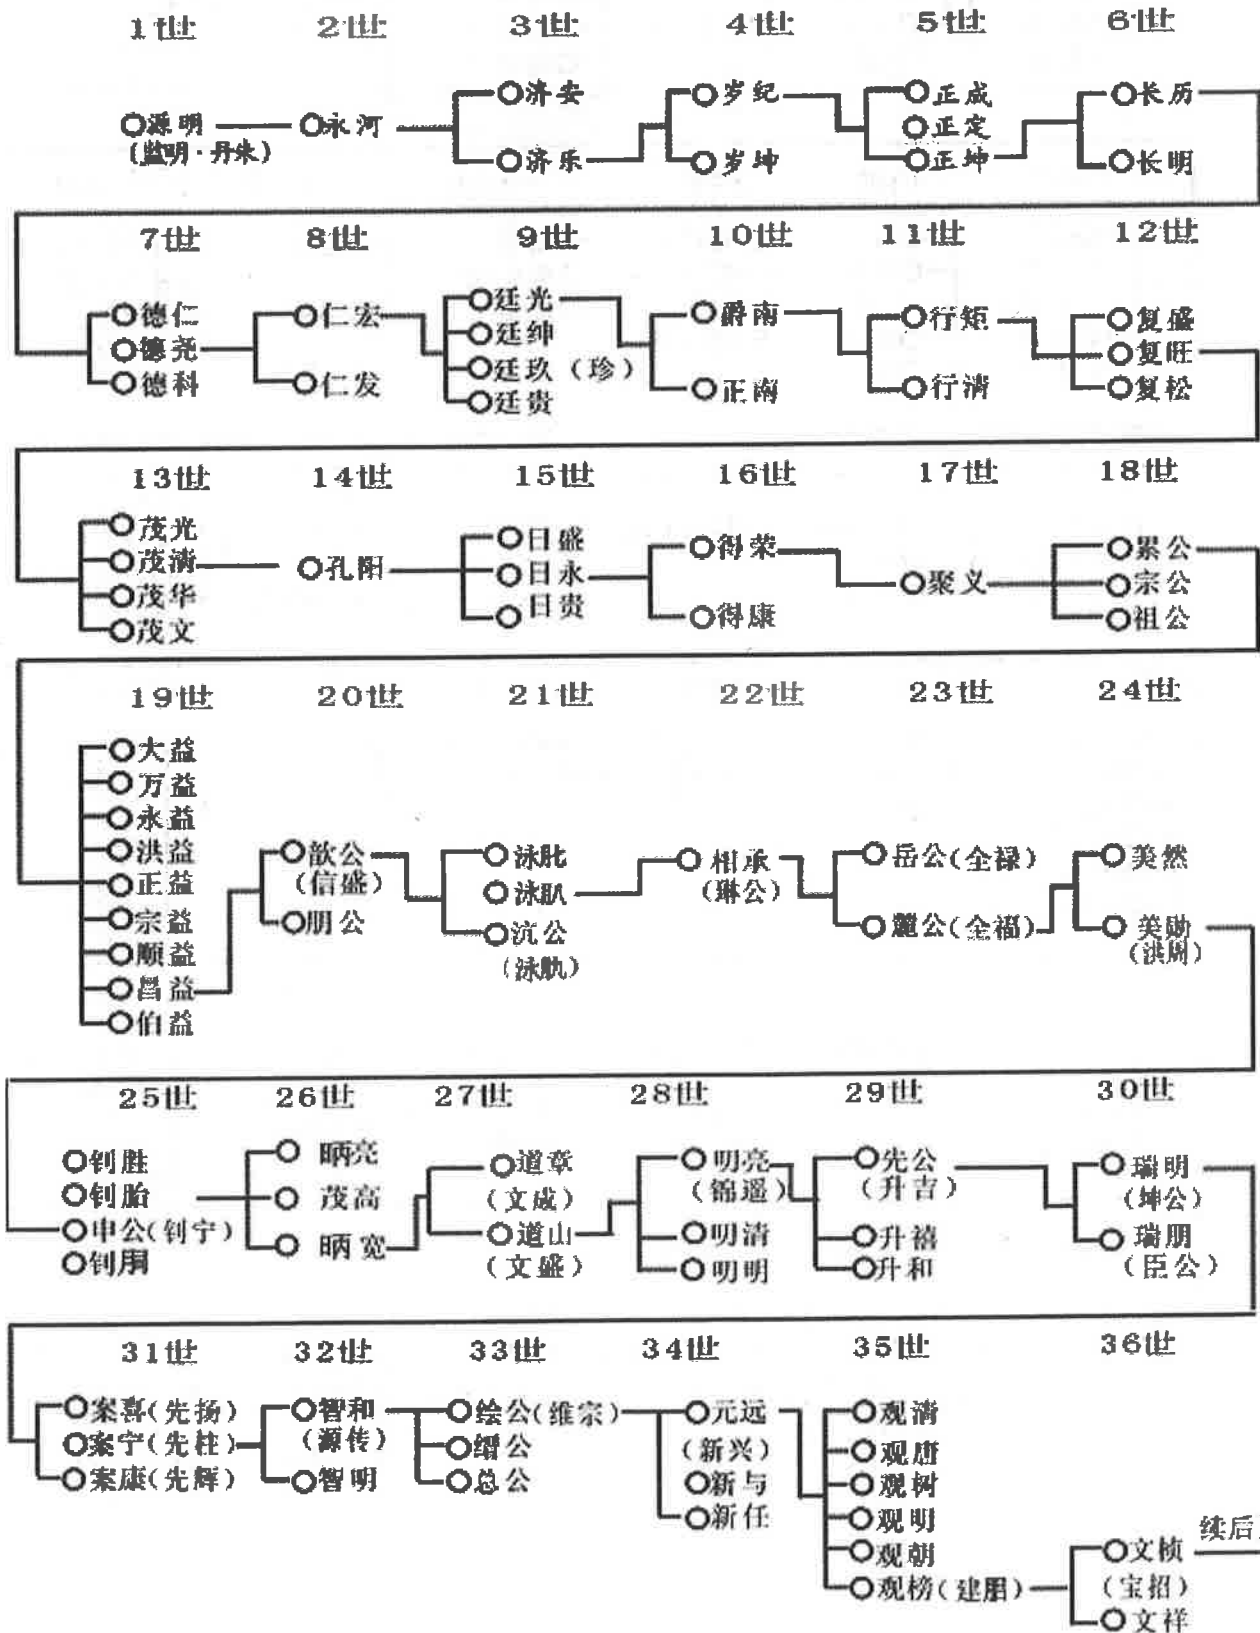 1世 2世 3世 4世 5世 6世
○济安 ○岁纪 ○正成 ○长历
○源明 ○永河 ○正定
(监明·丹朱) ○济乐 ○岁坤 ○正坤 ○长明
7世 8世 9世 10世 11世 12世
○德仁 ○仁宏 ○廷光 ○爵南 ○行矩 ○复盛
○德尧 ○廷绅 ○复旺
○德科 ○仁发 ○廷玖(珍) ○正南 ○行清 ○复松
○廷贵
13世 14世 15世 16世 17世 18世
○茂光 ○日盛 ○得荣 ○累公
○茂清 ○孔阳 ○日永 ○聚义 ○宗公
○茂华 ○日贵 ○得康 ○祖公
○茂文
19世 20世 21世 22世 23世 24世
○大益
○万益
○永益
○洪益 ○歆公 ○泳 ○相承 ○岳公(全禄) ○美然
○正益 (信盛) ○泳 (琳公)
○宗益 ○朋公 ○沆公 ○麓公(全福) ○美勋
○顺益 (泳) (洪周)
○昌益
○伯益
25世 26世 27世 28世 29世 30世
○钊胜 ○昞亮 ○道章 ○明亮 ○先公 ○瑞明
○钊胎 ○茂高 (文成) (锦遥) (升吉) (坤公)
○申公(钊宁) ○昞宽 ○道山 ○明清 ○升禧 ○瑞朋
○钊胴 (文盛) ○明明 ○升和 (臣公)
31世 32世 33世 34世 35世 36世
○案喜(先扬) ○智和 ○绘公(维宗) ○元远 ○观清
○案宁(先柱) (源传) ○缙公 (新兴) ○观唐
○案康(先辉) ○智明 ○总公 ○新与 ○观树
○新任 ○观明 续后
○观朝 ○文桢
○观榜(建朋) (宝招)
○文祥